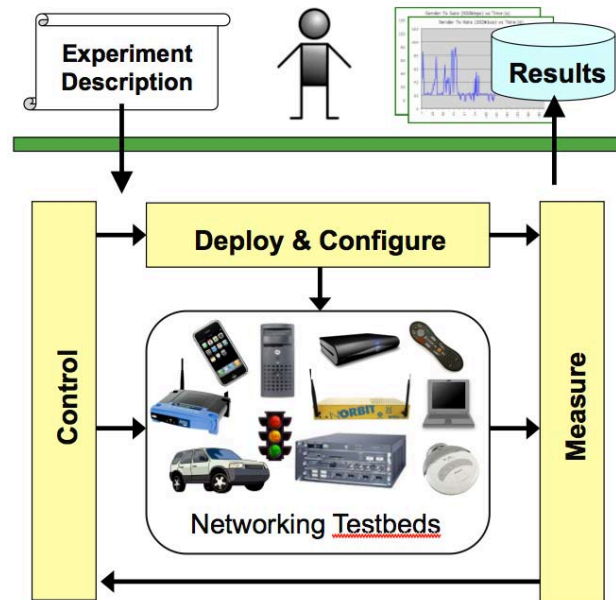 Experiment
Description
Results
Deploy & Configure
Control
Measure
ORBIT
Networking Testbeds